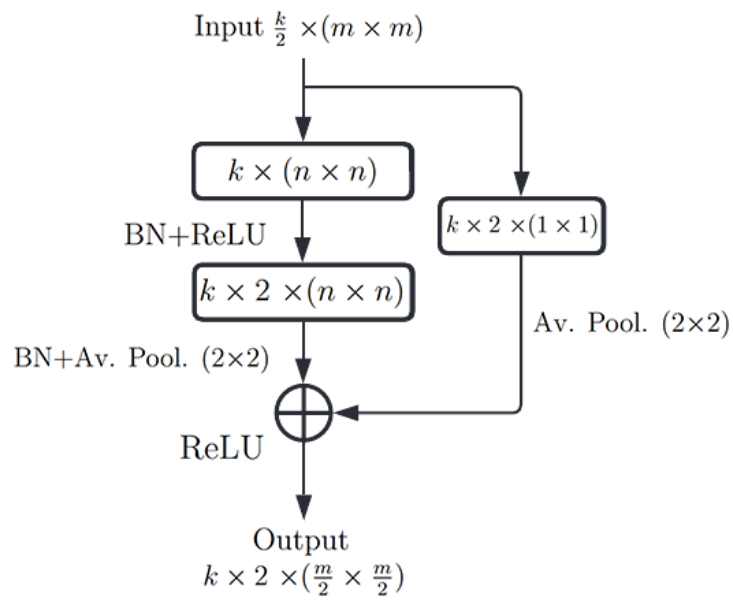 Input k/2 ×(m × m)
k × (n × n)
k × 2 ×(1 × 1)
BN+ReLU
k × 2 ×(n × n)
Av. Pool. (2×2)
BN+Av. Pool. (2×2)
ReLU
Output
k × 2 ×(m/2 × m/2)